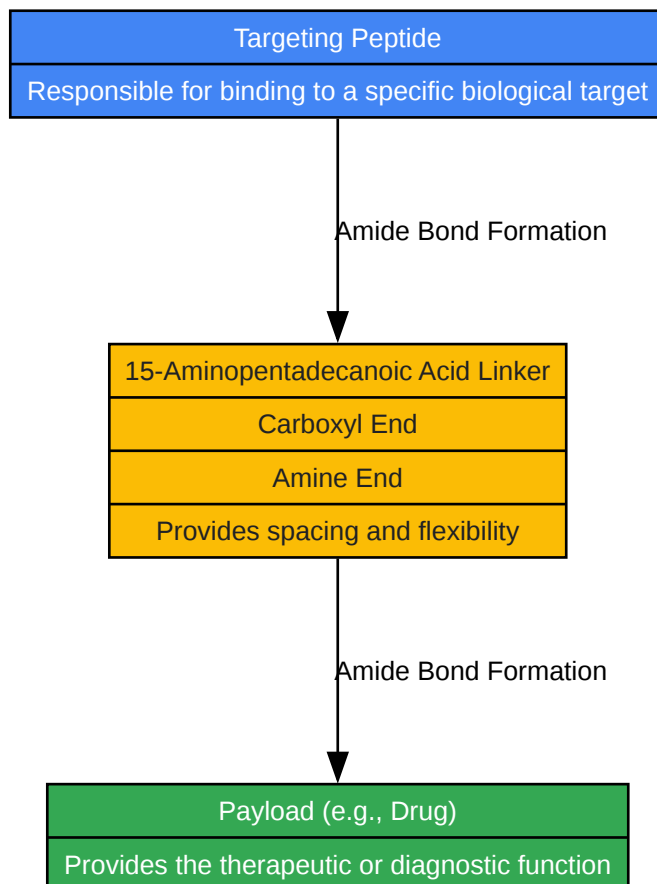 Targeting Peptide
Responsible for binding to a specific biological target
Amide Bond Formation
15-Aminopentadecanoic Acid Linker
Carboxyl End
Amine End
Provides spacing and flexibility
Amide Bond Formation
Payload (e.g., Drug)
Provides the therapeutic or diagnostic function